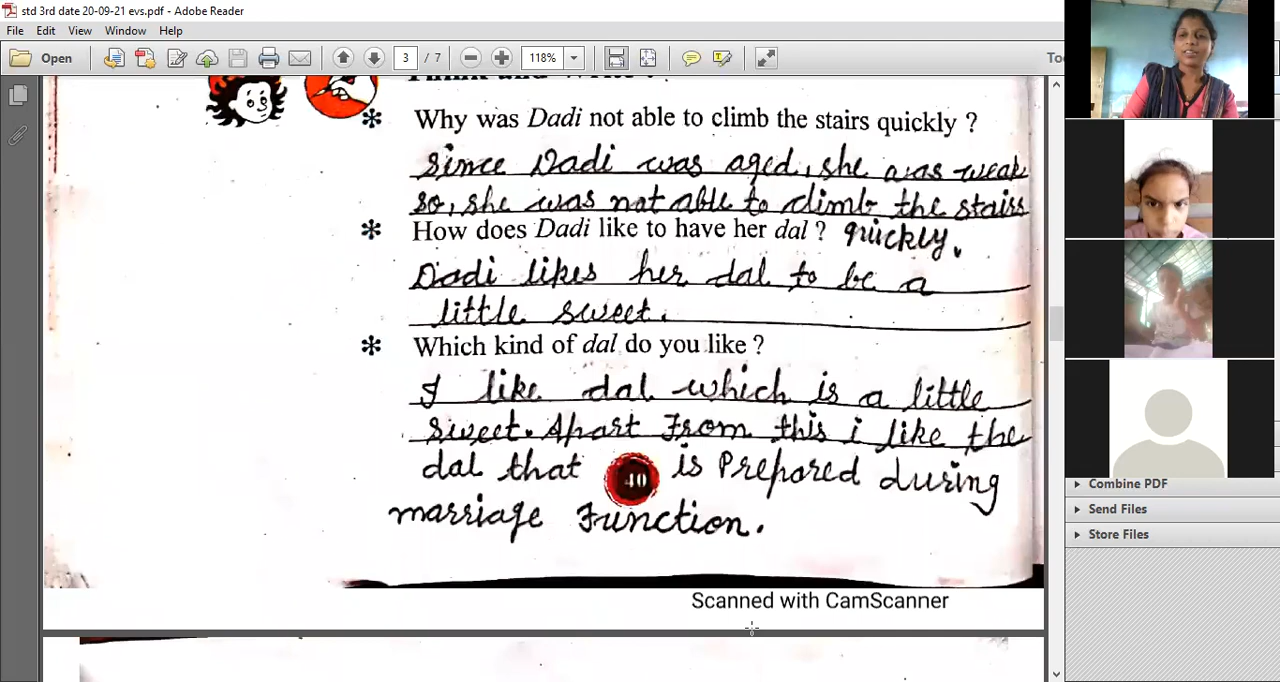 std 3rd date 20-09-21 evs.pdf - Adobe Reader
File Edit View Window Help
Open 3 / 7 118%
Think and Write :
* Why was Dadi not able to climb the stairs quickly ?
Since Dadi was aged, she was weak
so, she was not able to climb the stairs
* How does Dadi like to have her dal ? quickly.
Dadi likes her dal to be a
little sweet.
* Which kind of dal do you like ?
I like dal which is a little
sweet. Apart From this i like the
dal that 40 is Prepared during
marriage Function.
Scanned with CamScanner
Combine PDF
Send Files
Store Files